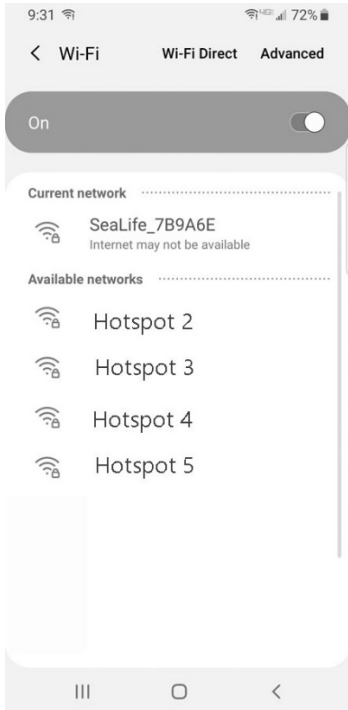 9:31 4G 72%
Wi-Fi Wi-Fi Direct Advanced
On
Current network
SeaLife_7B9A6E
Internet may not be available
Available networks
Hotspot 2
Hotspot 3
Hotspot 4
Hotspot 5